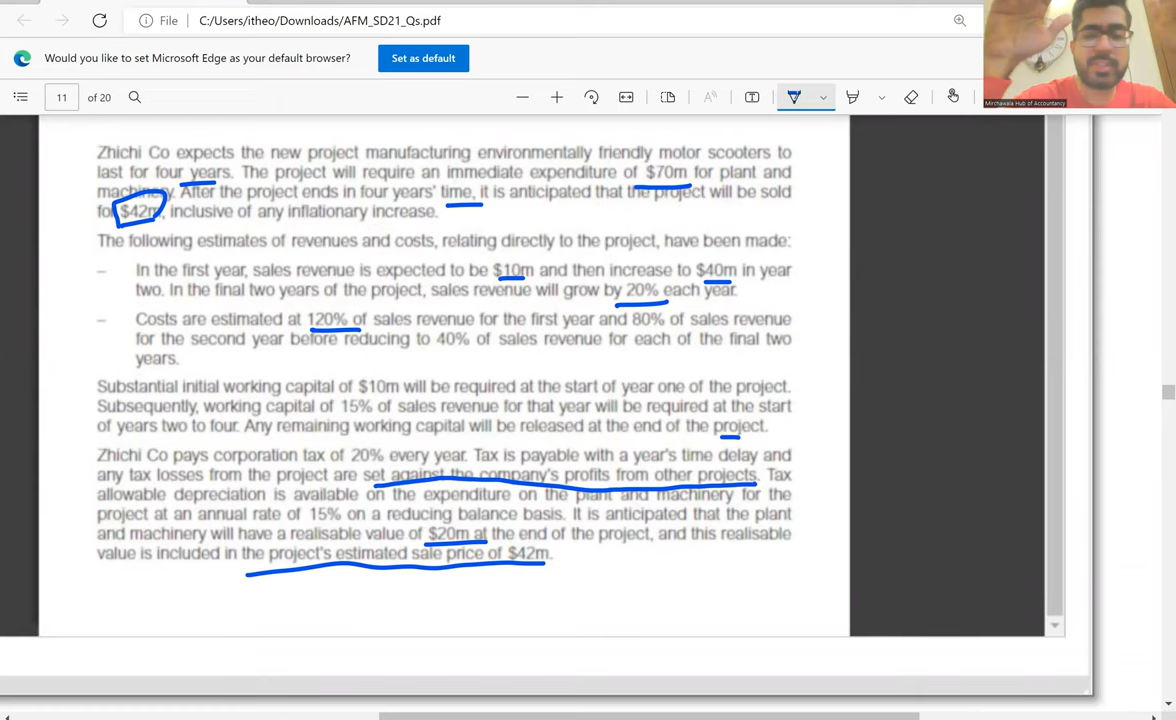 File C:/Users/itheo/Downloads/AFM_SD21_Qs.pdf
Would you like to set Microsoft Edge as your default browser? Set as default
11 of 20
Mirchawala Hub of Accountancy
Zhichi Co expects the new project manufacturing environmentally friendly motor scooters to
last for four years. The project will require an immediate expenditure of $70m for plant and
machinery. After the project ends in four years' time, it is anticipated that the project will be sold
for $42m, inclusive of any inflationary increase.
The following estimates of revenues and costs, relating directly to the project, have been made:
– In the first year, sales revenue is expected to be $10m and then increase to $40m in year
two. In the final two years of the project, sales revenue will grow by 20% each year.
– Costs are estimated at 120% of sales revenue for the first year and 80% of sales revenue
for the second year before reducing to 40% of sales revenue for each of the final two
years.
Substantial initial working capital of $10m will be required at the start of year one of the project.
Subsequently, working capital of 15% of sales revenue for that year will be required at the start
of years two to four. Any remaining working capital will be released at the end of the project.
Zhichi Co pays corporation tax of 20% every year. Tax is payable with a year's time delay and
any tax losses from the project are set against the company's profits from other projects. Tax
allowable depreciation is available on the expenditure on the plant and machinery for the
project at an annual rate of 15% on a reducing balance basis. It is anticipated that the plant
and machinery will have a realisable value of $20m at the end of the project, and this realisable
value is included in the project's estimated sale price of $42m.